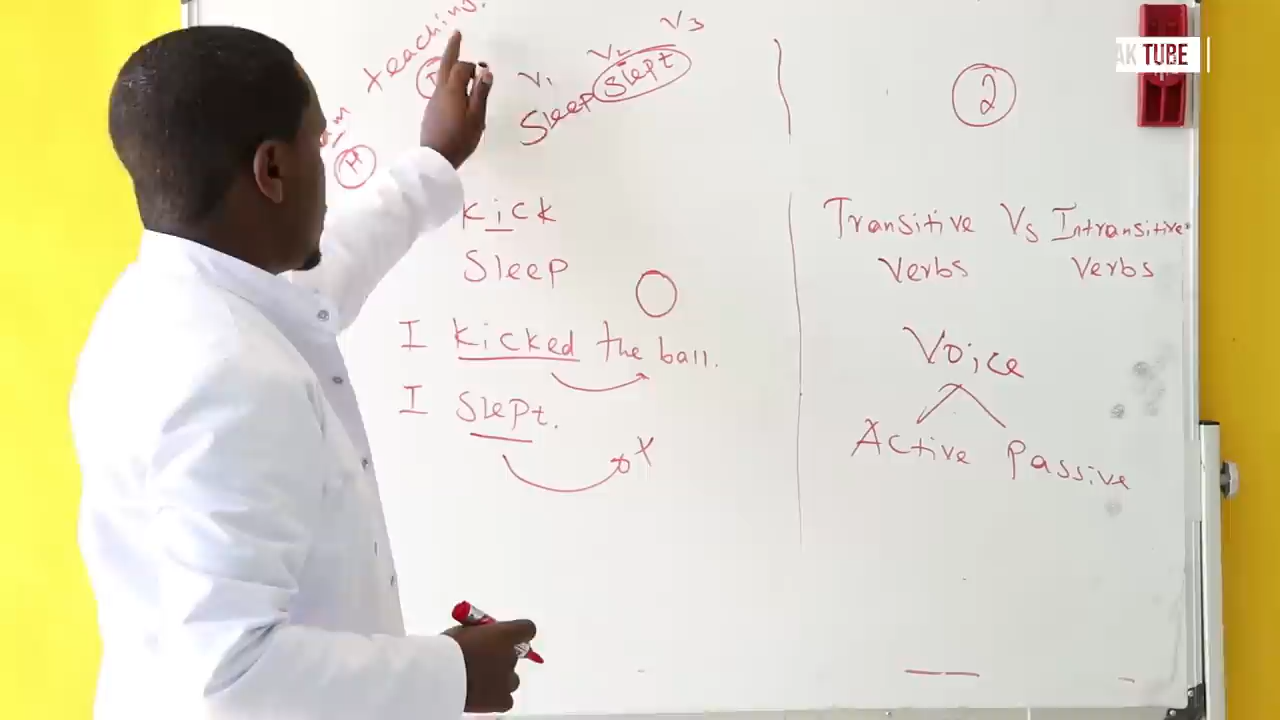 teaching.
am
H
V1 V2 V3
Sleep Slept
kick
Sleep
I kicked the ball.
I Slept.
X
2
Transitive Vs Intransitive
Verbs Verbs
Voice
Active Passive
AK TUBE